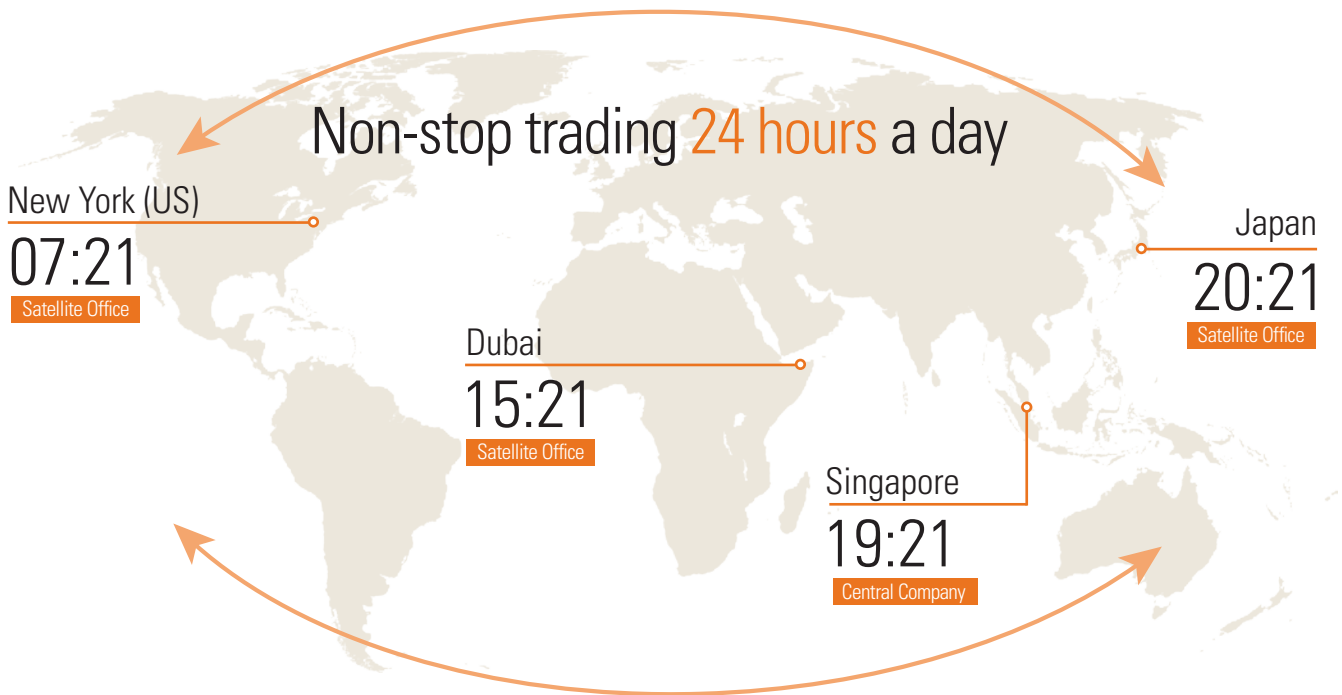 Non-stop trading 24 hours a day
New York (US)
07:21
Satellite Office
Japan
20:21
Satellite Office
Dubai
15:21
Satellite Office
Singapore
19:21
Central Company